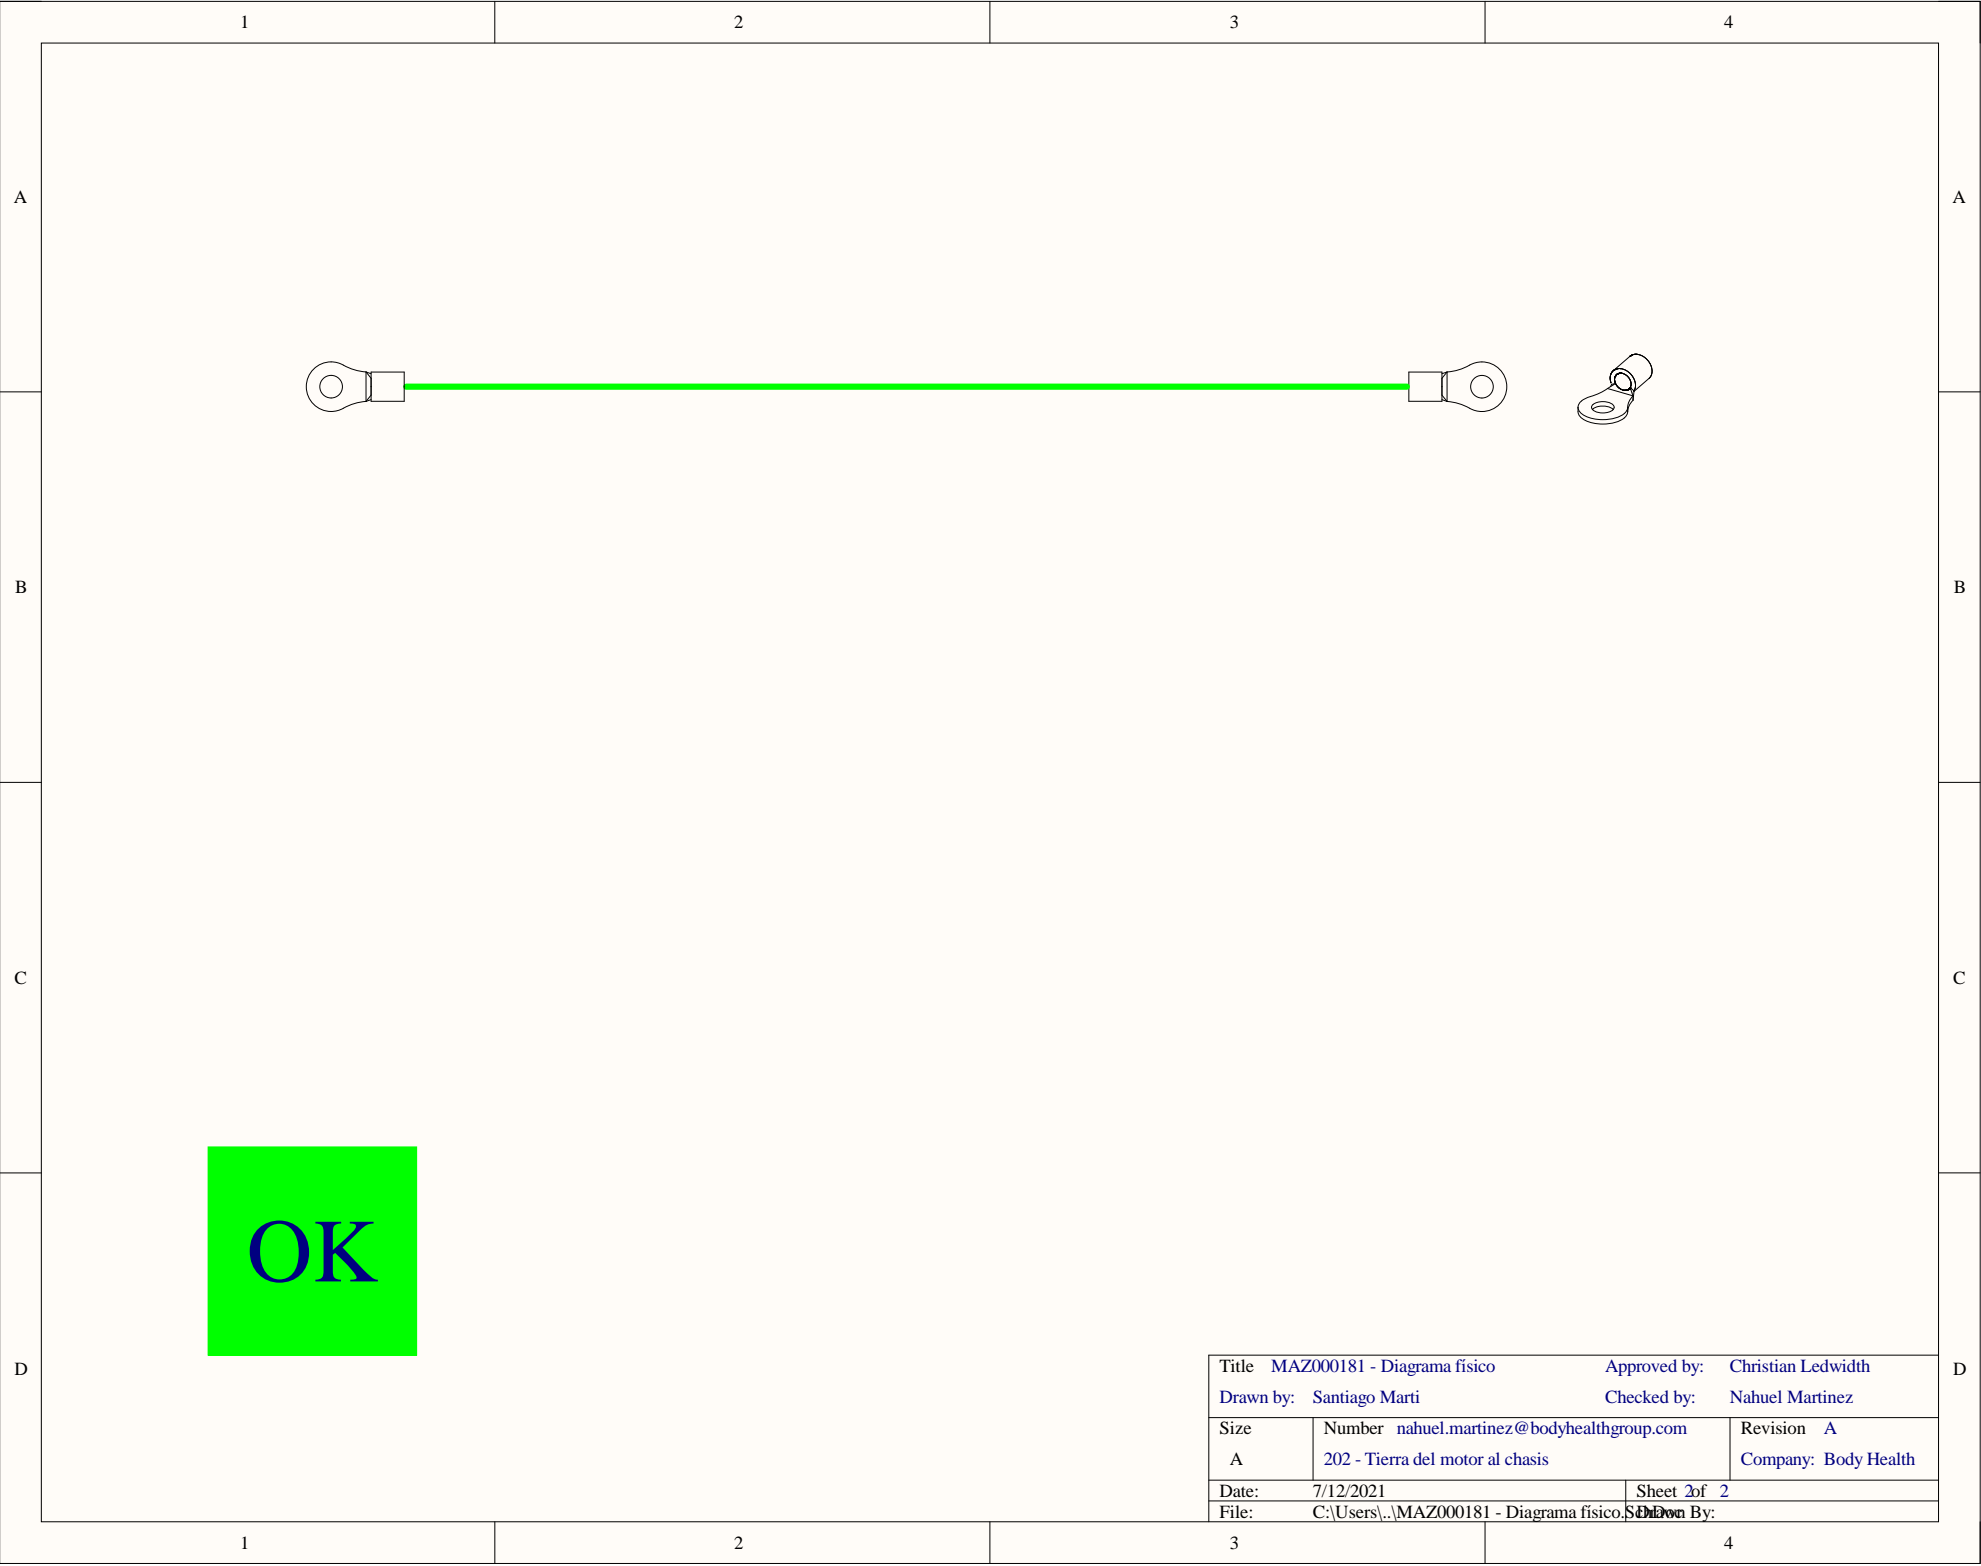 1 2 3 4
A A
B B
C C
OK
D D
Title MAZ000181 - Diagrama físico Approved by: Christian Ledwidth
Drawn by: Santiago Marti Checked by: Nahuel Martinez
Size Number nahuel.martinez@bodyhealthgroup.com Revision A
A 202 - Tierra del motor al chasis Company: Body Health
Date: 7/12/2021 Sheet 2 of 2
File: C:\Users\..\MAZ000181 - Diagrama físico.SchDoc Drawn By:
1 2 3 4